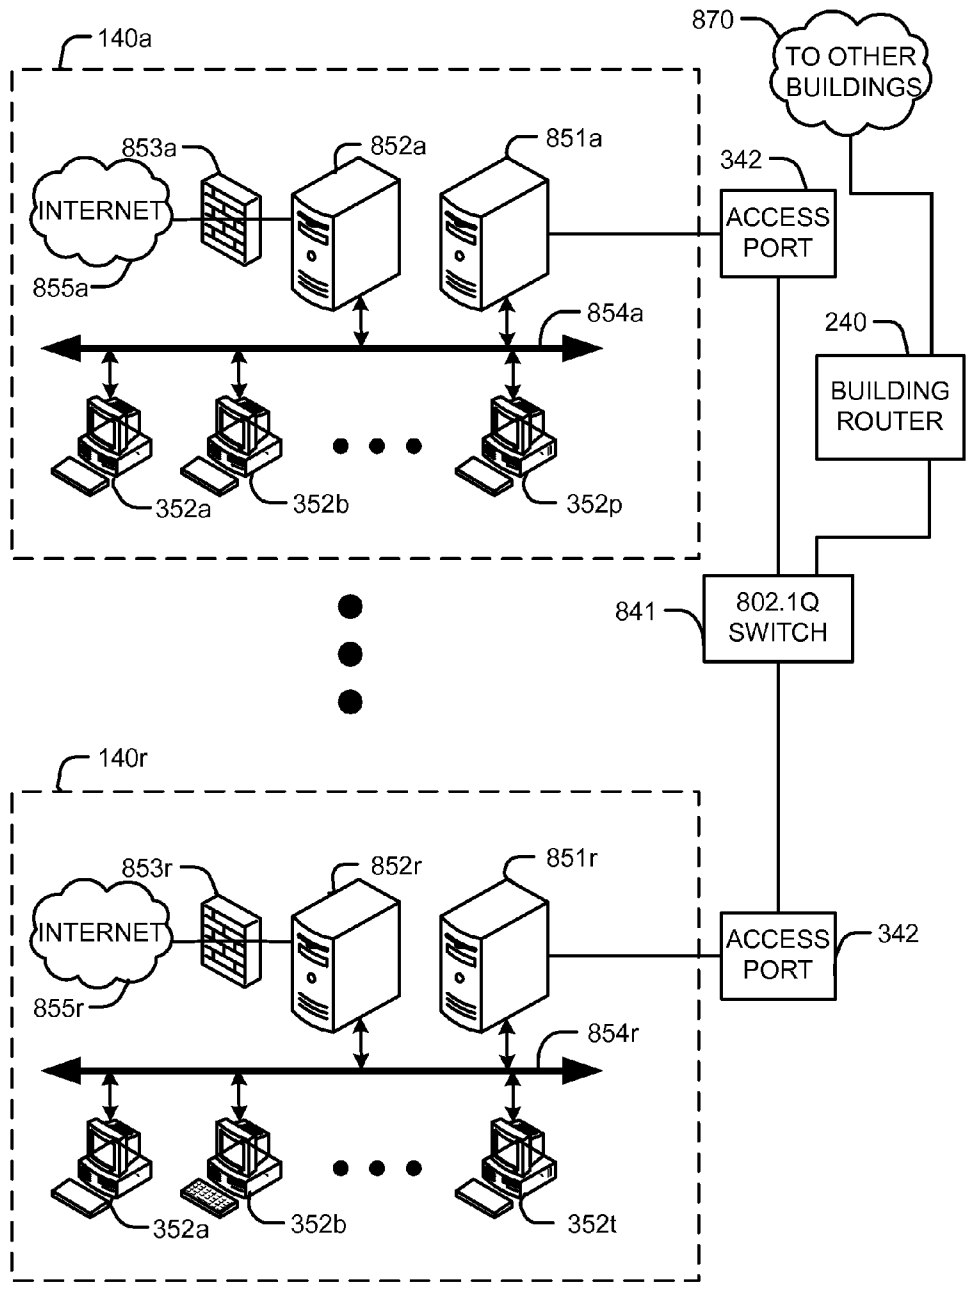 140a
870
TO OTHER
BUILDINGS
853a
852a
851a
342
INTERNET
ACCESS
PORT
855a
854a
240
BUILDING
ROUTER
352a
352b
352p
841
802.1Q
SWITCH
140r
853r
852r
851r
INTERNET
ACCESS
PORT
342
855r
854r
352a
352b
352t